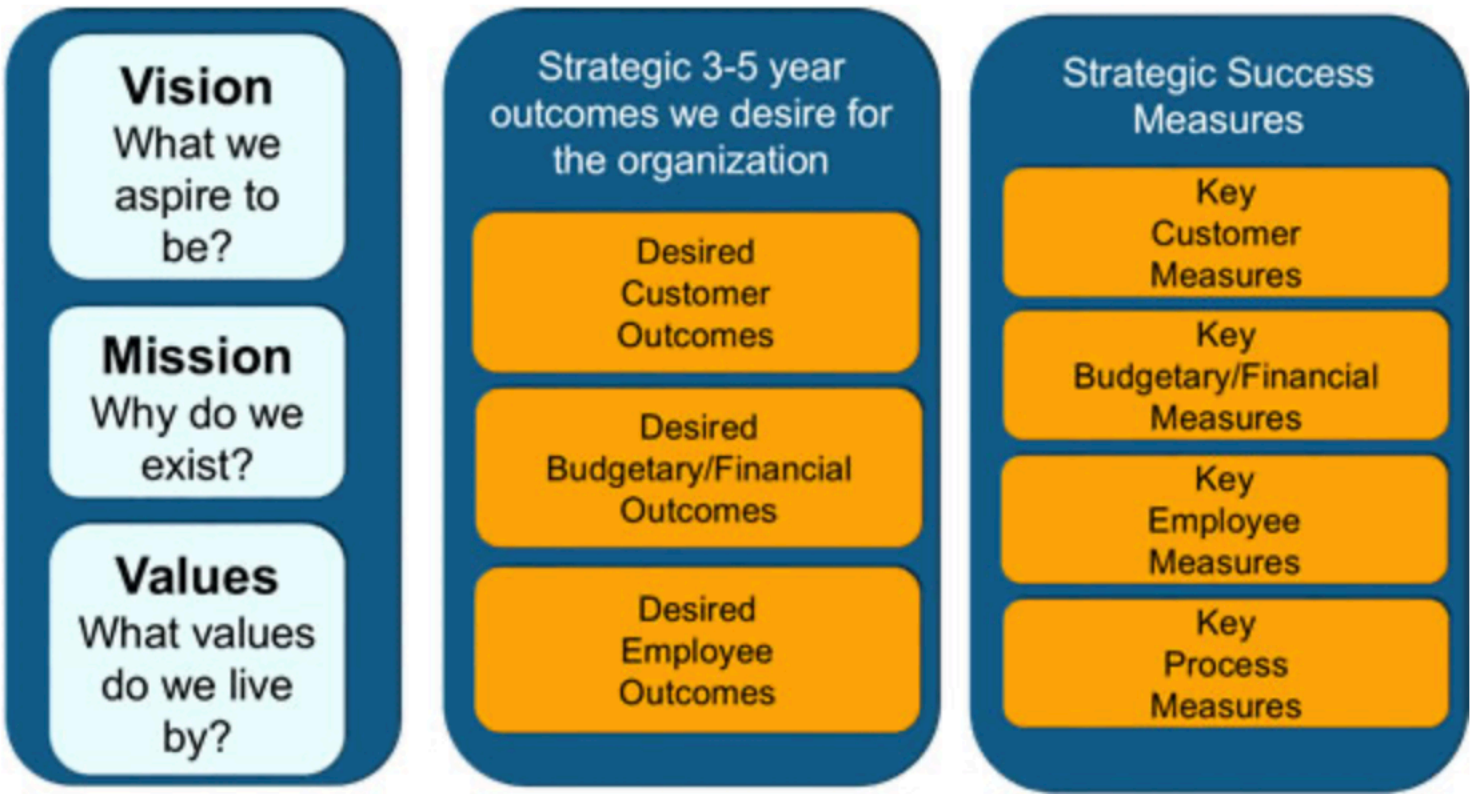 Vision
What we
aspire to
be?
Mission
Why do we
exist?
Values
What values
do we live
by?
Strategic 3-5 year
outcomes we desire for
the organization
Desired
Customer
Outcomes
Desired
Budgetary/Financial
Outcomes
Desired
Employee
Outcomes
Strategic Success
Measures
Key
Customer
Measures
Key
Budgetary/Financial
Measures
Key
Employee
Measures
Key
Process
Measures